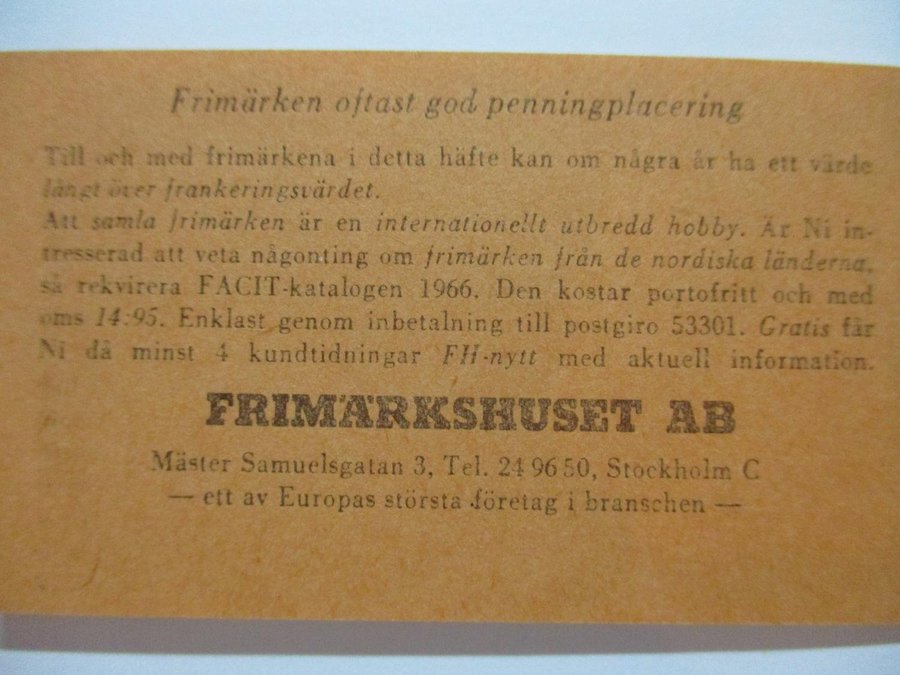 Frimärken oftast god penningplacering
Till och med frimärkena i detta häfte kan om några år ha ett värde
långt över frankeringsvärdet.
Att samla frimärken är en internationellt utbredd hobby. Är Ni in-
tresserad att veta någonting om frimärken från de nordiska länderna,
så rekvirera FACIT-katalogen 1966. Den kostar portofritt och med
oms 14:95. Enklast genom inbetalning till postgiro 53301. Gratis får
Ni då minst 4 kundtidningar FH-nytt med aktuell information.
FRIMÄRKSHUSET AB
Mäster Samuelsgatan 3, Tel. 24 96 50, Stockholm C
— ett av Europas största företag i branschen —